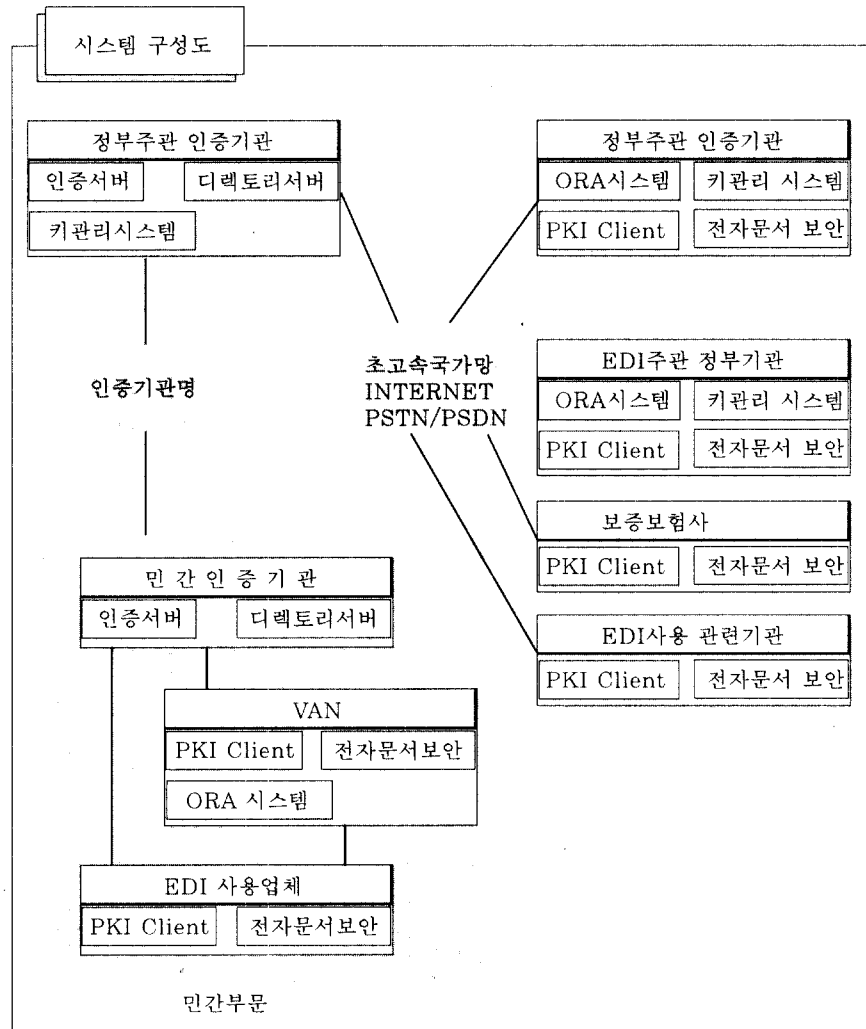 시스템 구성도
정부주관 인증기관
인증서버 디렉토리서버
키관리시스템
정부주관 인증기관
ORA시스템 키관리 시스템
PKI Client 전자문서 보안
인증기관명
초고속국가망
INTERNET
PSTN/PSDN
EDI주관 정부기관
ORA시스템 키관리 시스템
PKI Client 전자문서 보안
보증보험사
PKI Client 전자문서 보안
EDI사용 관련기관
PKI Client 전자문서 보안
민 간 인 증 기 관
인증서버 디렉토리서버
VAN
PKI Client 전자문서보안
ORA 시스템
EDI 사용업체
PKI Client 전자문서보안
민간부문